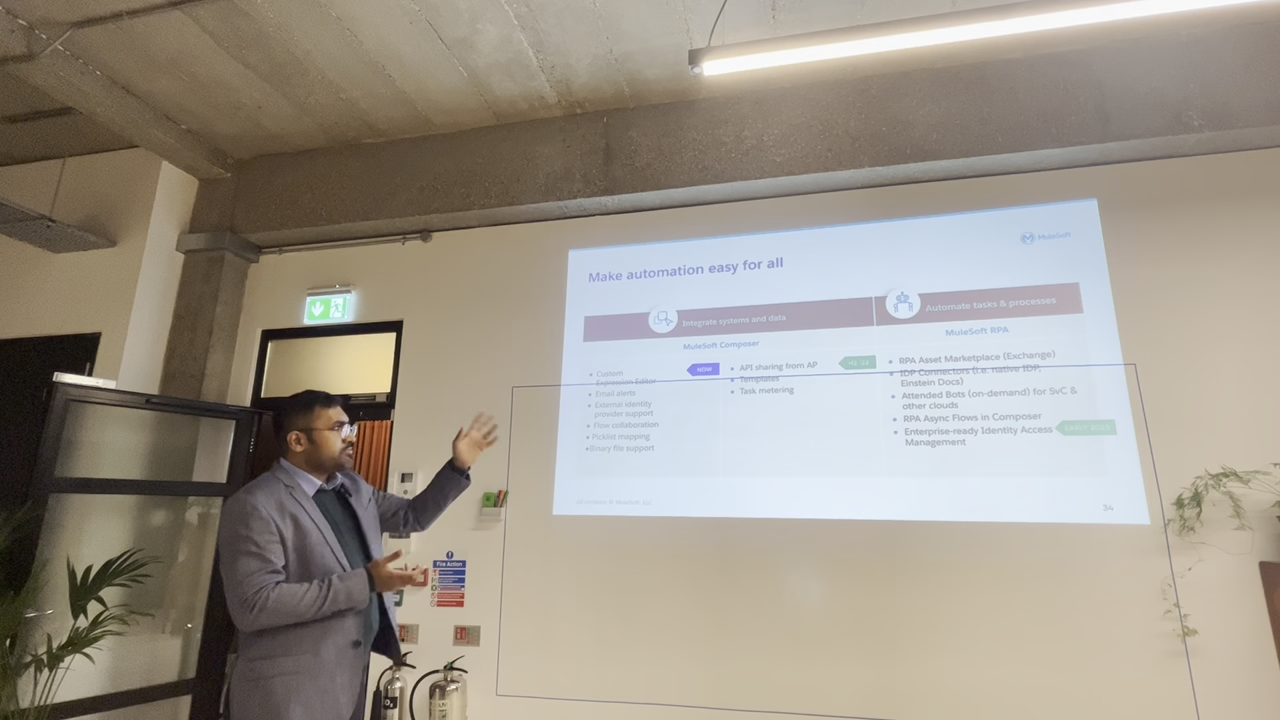 MuleSoft
Make automation easy for all
Integrate systems and data
Automate tasks & processes
MuleSoft Composer
MuleSoft RPA
• Custom
Expression Editor
• Email alerts
• External identity
provider support
• Flow collaboration
• Picklist mapping
•Binary file support
NOW
• API sharing from AP
• Templates
• Task metering
• RPA Asset Marketplace (Exchange)
• IDP Connectors (i.e. native IDP,
Einstein Docs)
• Attended Bots (on-demand) for SvC &
other clouds
• RPA Async Flows in Composer
• Enterprise-ready Identity Access
Management
34
Fire Action